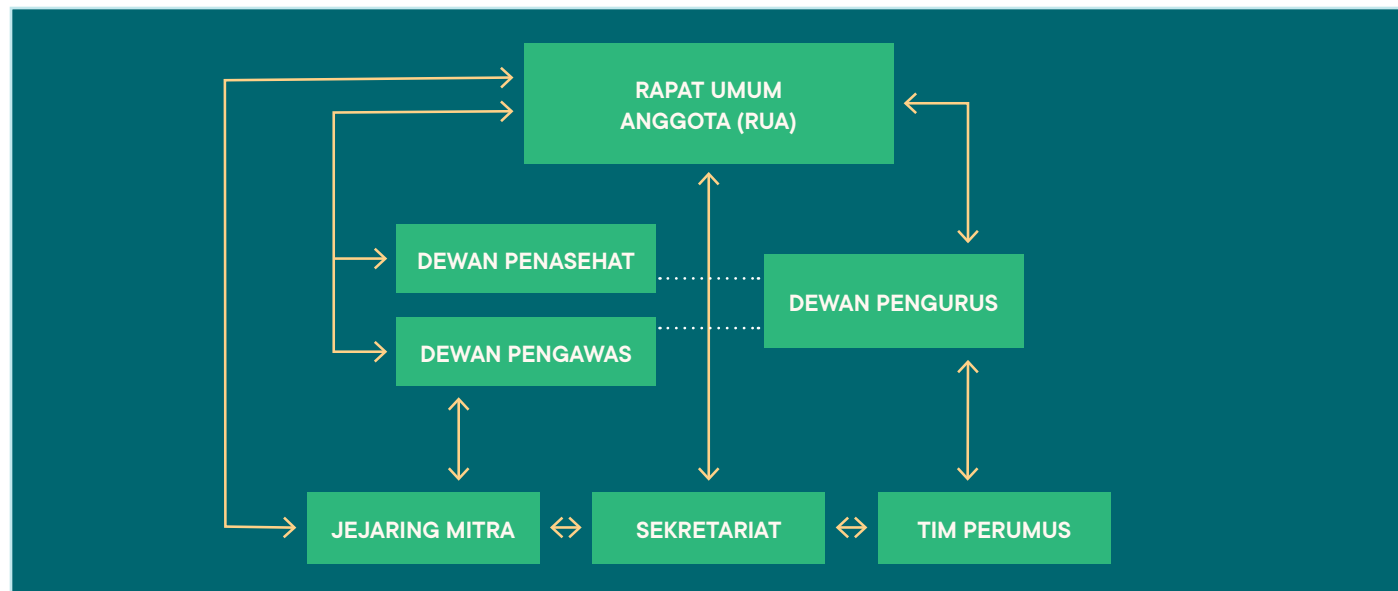 RAPAT UMUM
ANGGOTA (RUA)
DEWAN PENASEHAT
DEWAN PENGURUS
DEWAN PENGAWAS
JEJARING MITRA
SEKRETARIAT
TIM PERUMUS